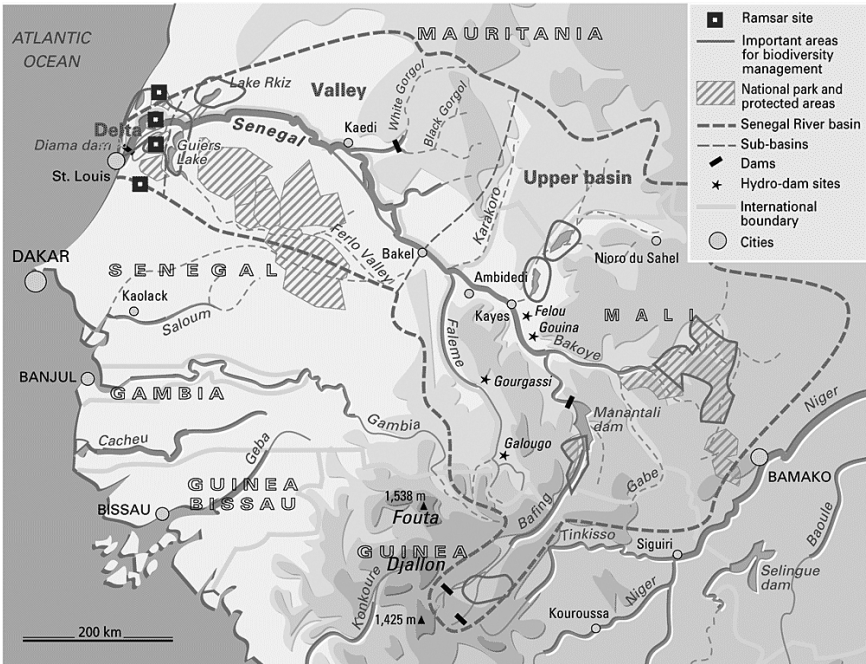 ATLANTIC
OCEAN
MAURITANIA
Lake Rkiz
Valley
White Gorgol
Black Gorgol
Delta
Senegal
Kaedi
Diama dam
Guiers
Lake
St. Louis
Upper basin
Karakoro
Ferlo Valley
Bakel
Nioro du Sahel
DAKAR
SENEGAL
Ambidedi
Kaolack
Saloum
Kayes
Felou
Gouina
MALI
Bakoye
Faleme
Gourgassi
BANJUL
GAMBIA
Gambia
Manantali
dam
Niger
Cacheu
Geba
Galougo
Gabe
BAMAKO
GUINEA
BISSAU
BISSAU
1,538 m
Fouta
Bafing
GUINEA
Djallon
Tinkisso
Siguiri
Baoule
Selingue
dam
Konkoure
Niger
Kouroussa
1,425 m
200 km
Ramsar site
Important areas
for biodiversity
management
National park and
protected areas
Senegal River basin
Sub-basins
Dams
Hydro-dam sites
International
boundary
Cities